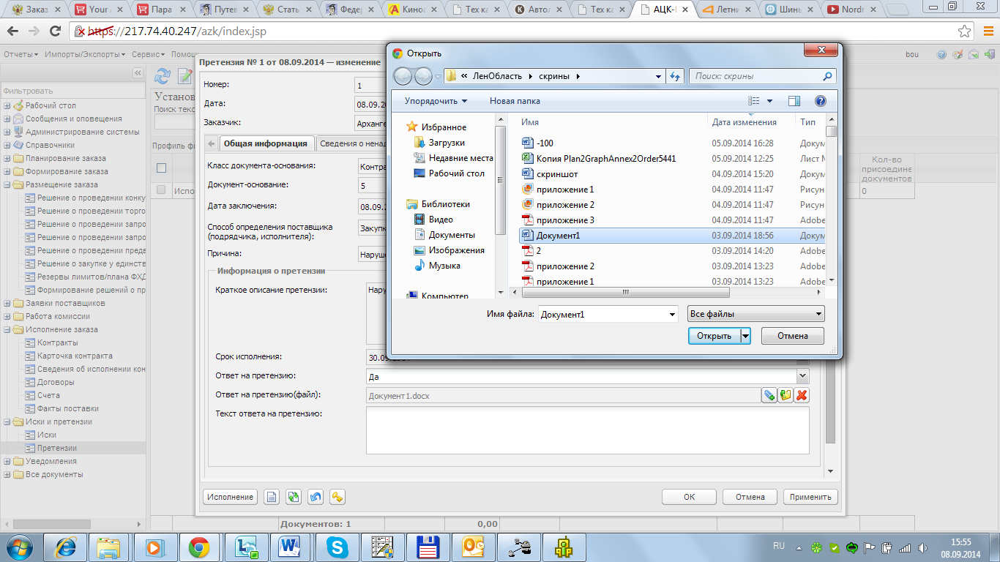 Заказ
Your
Пара
Путев
Стать
Федер
Кино
Тех ка
Автол
Тех ка
АЦК-
Летни
Шинь
Nordr
https://217.74.40.247/azk/index.jsp
Отчеты Импорты/Экспорты Сервис Помощ
bou
Фильтровать
Рабочий стол
Сообщения и оповещения
Администрирование системы
Справочники
Планирование заказа
Формирование заказа
Размещение заказа
Решение о проведении конку
Решение о проведении торго
Решение о проведении запро
Решение о проведении запро
Решение о проведении предв
Решение о закупке у единств
Резервы лимитов/плана ФХД
Формирование решений о пр
Заявки поставщиков
Работа комиссии
Исполнение заказа
Контракты
Карточка контракта
Сведения об исполнении кон
Договоры
Счета
Факты поставки
Иски и претензии
Иски
Претензии
Уведомления
Все документы
Установ
Поиск текс
Профиль ф
Испо
Кол-во
присоедине
документов
0
Документов: 1
0,00
Претензия № 1 от 08.09.2014 — изменение
Номер:
1
Дата:
08.09.20
Заказчик:
Арханге
Общая информация
Сведения о ненад
Класс документа-основания:
Контра
Документ-основание:
5
Дата заключения:
08.09.
Способ определения поставщика
(подрядчика, исполнителя):
Закупк
Причина:
Наруше
Информация о претензии
Краткое описание претензии:
Нару
Срок исполнения:
30.09.2014
Ответ на претензию:
Да
Ответ на претензию(файл):
Документ1.docx
Текст ответа на претензию:
Исполнение
ОК
Отмена
Применить
Открыть
« ЛенОбласть
скрины
Поиск: скрины
Упорядочить
Новая папка
Избранное
Загрузки
Недавние места
Рабочий стол
Библиотеки
Видео
Документы
Изображения
Музыка
Компьютер
Имя Дата изменения Тип
-100 05.09.2014 16:28 Докум
Копия Plan2GraphAnnex2Order5441 05.09.2014 12:25 Лист M
скриншот 04.09.2014 15:20 Докум
приложение 1 04.09.2014 11:47 Рисун
приложение 2 04.09.2014 11:47 Рисун
приложение 3 04.09.2014 11:47 Adobe
Документ1 03.09.2014 18:56 Докум
2 03.09.2014 14:20 Adobe
приложение 2 03.09.2014 13:23 Adobe
приложение 1 03.09.2014 13:23 Adobe
Имя файла:
Документ1
Все файлы
Открыть
Отмена
RU
15:55
08.09.2014